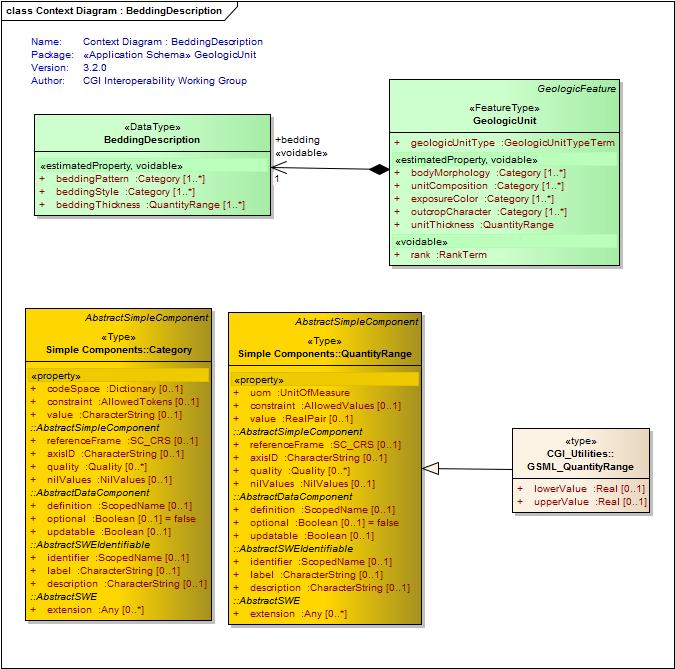 class Context Diagram : BeddingDescription
Name: Context Diagram : BeddingDescription
Package: «Application Schema» GeologicUnit
Version: 3.2.0
Author: CGI Interoperability Working Group
«DataType»
BeddingDescription
«estimatedProperty, voidable»
+ beddingPattern :Category [1..*]
+ beddingStyle :Category [1..*]
+ beddingThickness :QuantityRange [1..*]
+bedding
«voidable»
1
GeologicFeature
«FeatureType»
GeologicUnit
+ geologicUnitType :GeologicUnitTypeTerm
«estimatedProperty, voidable»
+ bodyMorphology :Category [1..*]
+ unitComposition :Category [1..*]
+ exposureColor :Category [1..*]
+ outcropCharacter :Category [1..*]
+ unitThickness :QuantityRange
«voidable»
+ rank :RankTerm
AbstractSimpleComponent
«Type»
Simple Components::Category
«property»
+ codeSpace :Dictionary [0..1]
+ constraint :AllowedTokens [0..1]
+ value :CharacterString [0..1]
::AbstractSimpleComponent
+ referenceFrame :SC_CRS [0..1]
+ axisID :CharacterString [0..1]
+ quality :Quality [0..*]
+ nilValues :NilValues [0..1]
::AbstractDataComponent
+ definition :ScopedName [0..1]
+ optional :Boolean [0..1] = false
+ updatable :Boolean [0..1]
::AbstractSWEIdentifiable
+ identifier :ScopedName [0..1]
+ label :CharacterString [0..1]
+ description :CharacterString [0..1]
::AbstractSWE
+ extension :Any [0..*]
AbstractSimpleComponent
«Type»
Simple Components::QuantityRange
«property»
+ uom :UnitOfMeasure
+ constraint :AllowedValues [0..1]
+ value :RealPair [0..1]
::AbstractSimpleComponent
+ referenceFrame :SC_CRS [0..1]
+ axisID :CharacterString [0..1]
+ quality :Quality [0..*]
+ nilValues :NilValues [0..1]
::AbstractDataComponent
+ definition :ScopedName [0..1]
+ optional :Boolean [0..1] = false
+ updatable :Boolean [0..1]
::AbstractSWEIdentifiable
+ identifier :ScopedName [0..1]
+ label :CharacterString [0..1]
+ description :CharacterString [0..1]
::AbstractSWE
+ extension :Any [0..*]
«type»
CGI_Utilities::
GSML_QuantityRange
+ lowerValue :Real [0..1]
+ upperValue :Real [0..1]